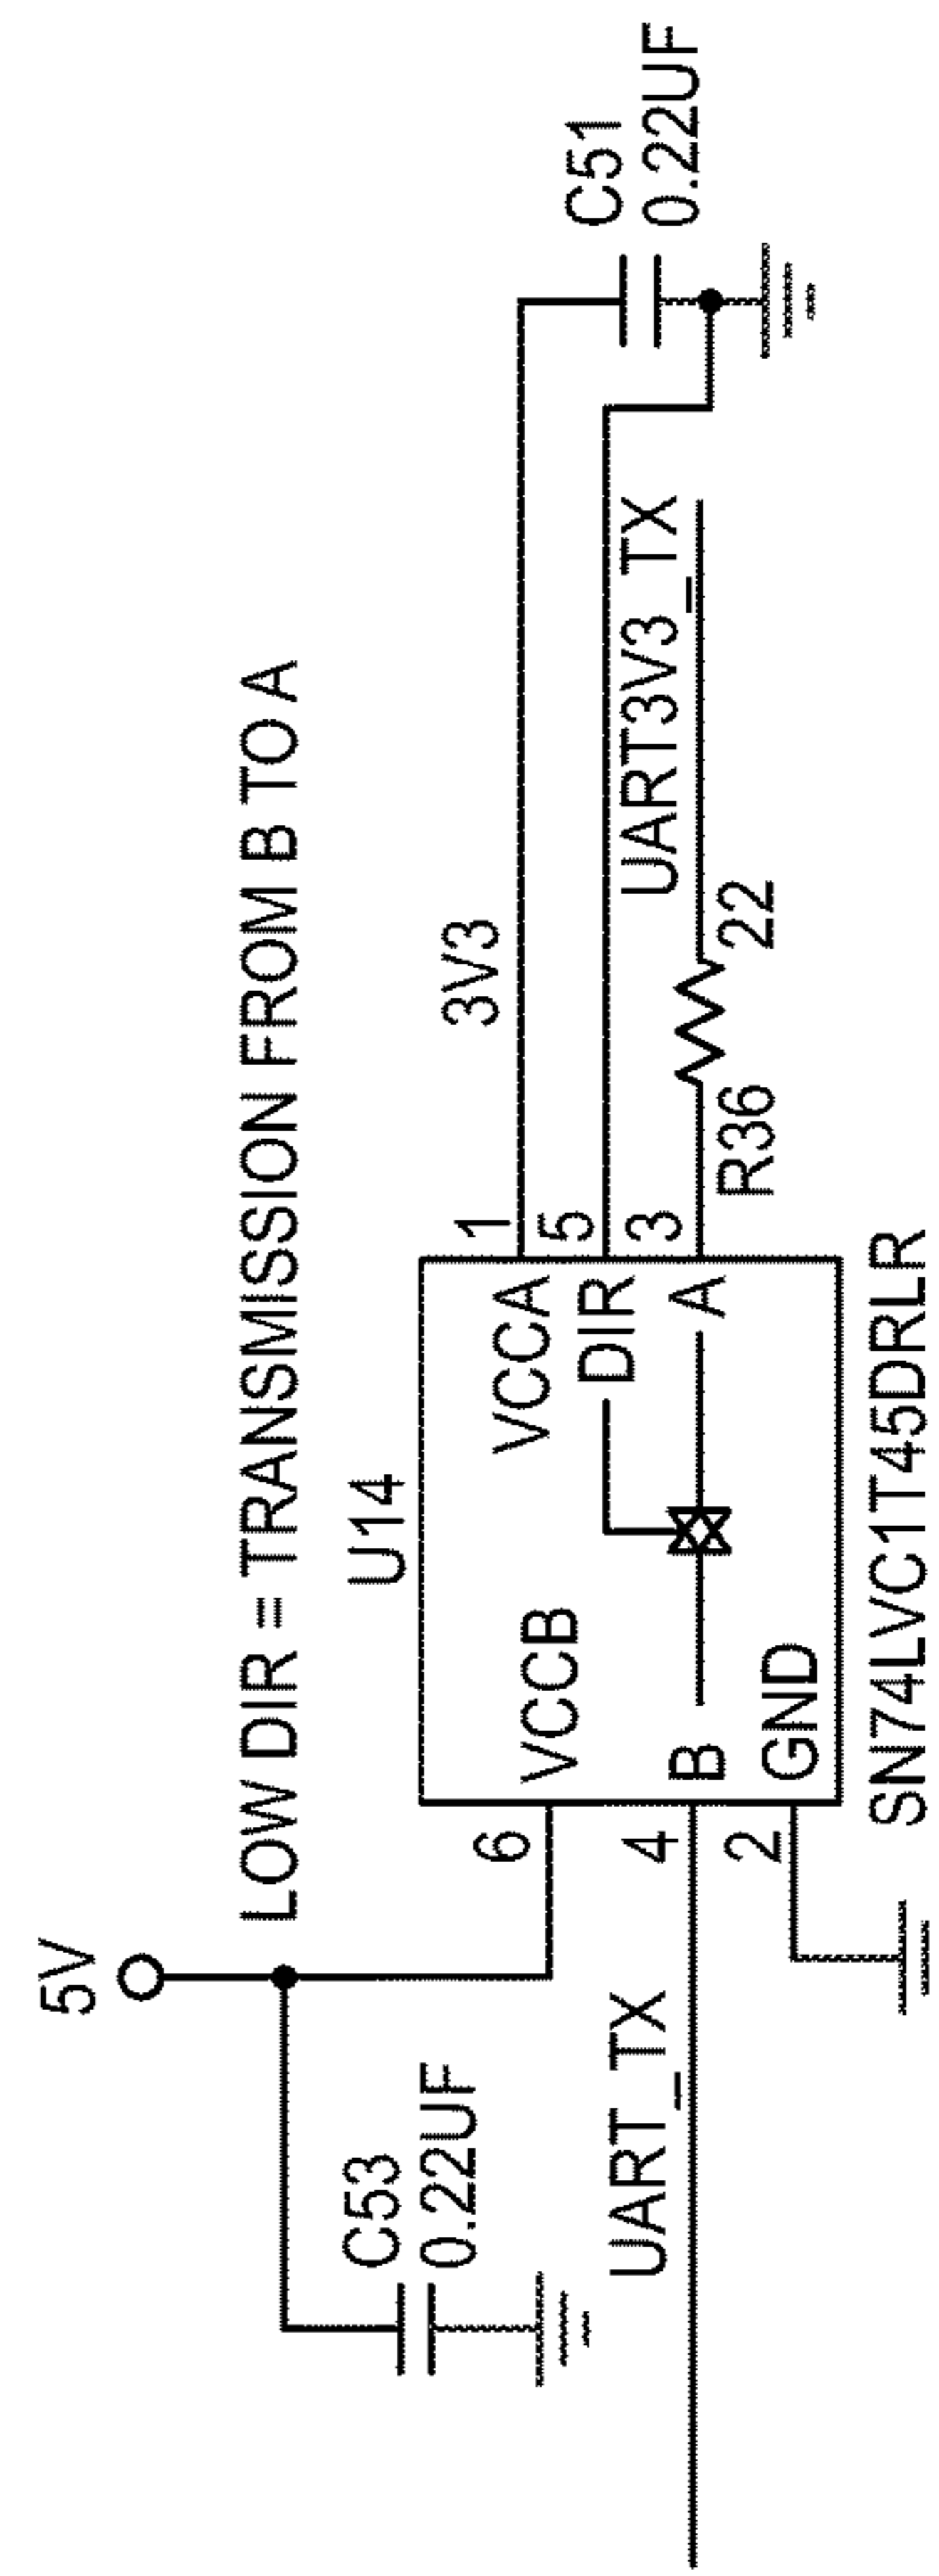 5V
LOW DIR = TRANSMISSION FROM B TO A
C53
0.22UF
U14
3V3
C51
0.22UF
6
VCCB
VCCA
1
DIR
5
UART_TX
4
B
A
3
UART3V3_TX
R36
22
2
GND
SN74LVC1T45DRLR